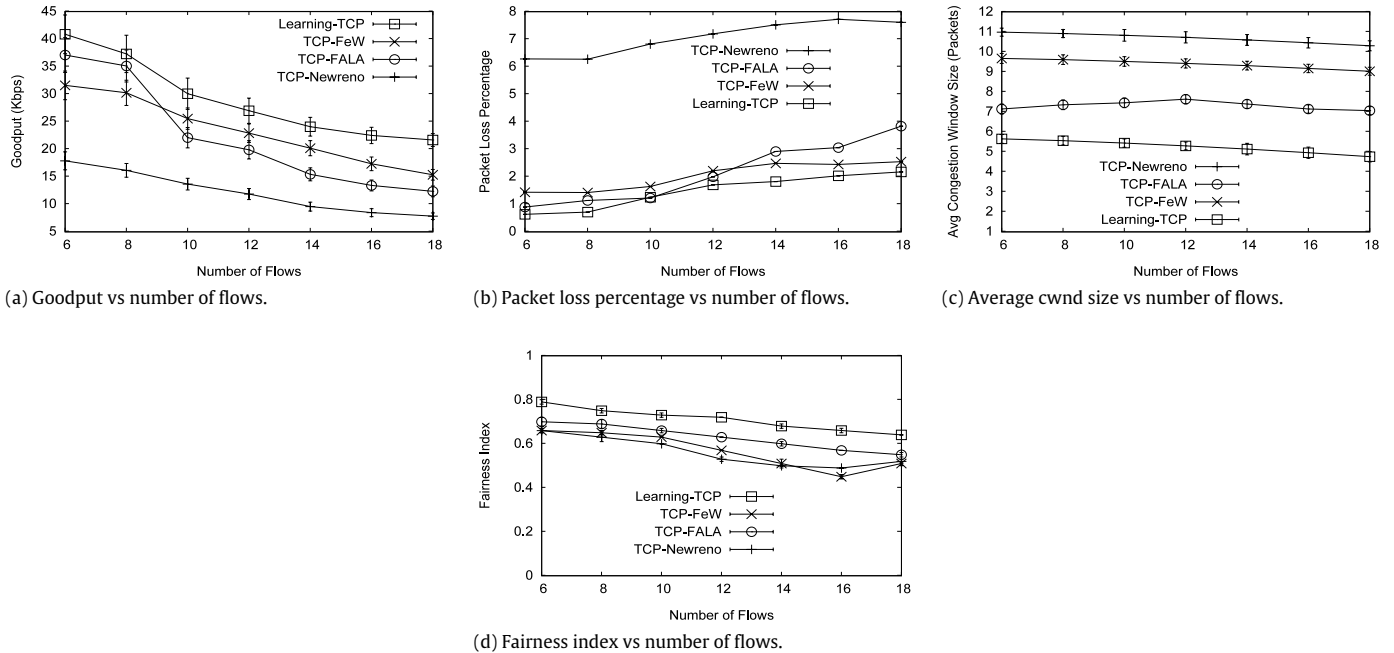 45
40
35
30
25
20
15
10
5
Goodput (Kbps)
Learning-TCP
TCP-FeW
TCP-FALA
TCP-Newreno
6 8 10 12 14 16 18
Number of Flows
(a) Goodput vs number of flows.
8
7
6
5
4
3
2
1
0
Packet Loss Percentage
TCP-Newreno
TCP-FALA
TCP-FeW
Learning-TCP
6 8 10 12 14 16 18
Number of Flows
(b) Packet loss percentage vs number of flows.
12
11
10
9
8
7
6
5
4
3
2
1
Avg Congestion Window Size (Packets)
TCP-Newreno
TCP-FALA
TCP-FeW
Learning-TCP
6 8 10 12 14 16 18
Number of Flows
(c) Average cwnd size vs number of flows.
1
0.8
0.6
0.4
0.2
0
Fairness Index
Learning-TCP
TCP-FeW
TCP-FALA
TCP-Newreno
6 8 10 12 14 16 18
Number of Flows
(d) Fairness index vs number of flows.